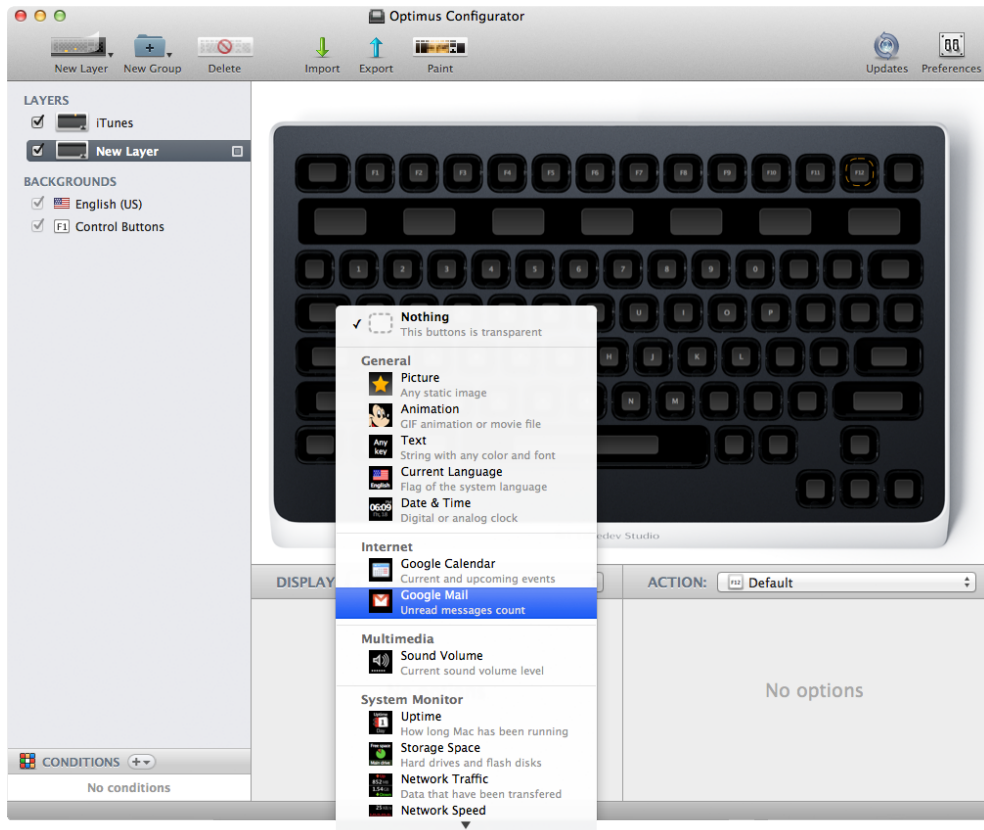 Optimus Configurator
New Layer
New Group
Delete
Import
Export
Paint
Updates
Preferences
LAYERS
iTunes
New Layer
BACKGROUNDS
English (US)
F1 Control Buttons
F1 F2 F3 F4 F5 F6 F7 F8 F9 F10 F11 F12
1 2 3 4 5 6 7 8 9 0
U I O P
H J K L
N M
edev Studio
Nothing
This buttons is transparent
General
Picture
Any static image
Animation
GIF animation or movie file
Any key
Text
String with any color and font
English
Current Language
Flag of the system language
06:09
Date & Time
Digital or analog clock
Internet
Google Calendar
Current and upcoming events
Google Mail
Unread messages count
Multimedia
Sound Volume
Current sound volume level
System Monitor
Uptime
How long Mac has been running
Storage Space
Hard drives and flash disks
Network Traffic
Data that have been transfered
Network Speed
DISPLAY
ACTION:
F12 Default
No options
CONDITIONS
No conditions